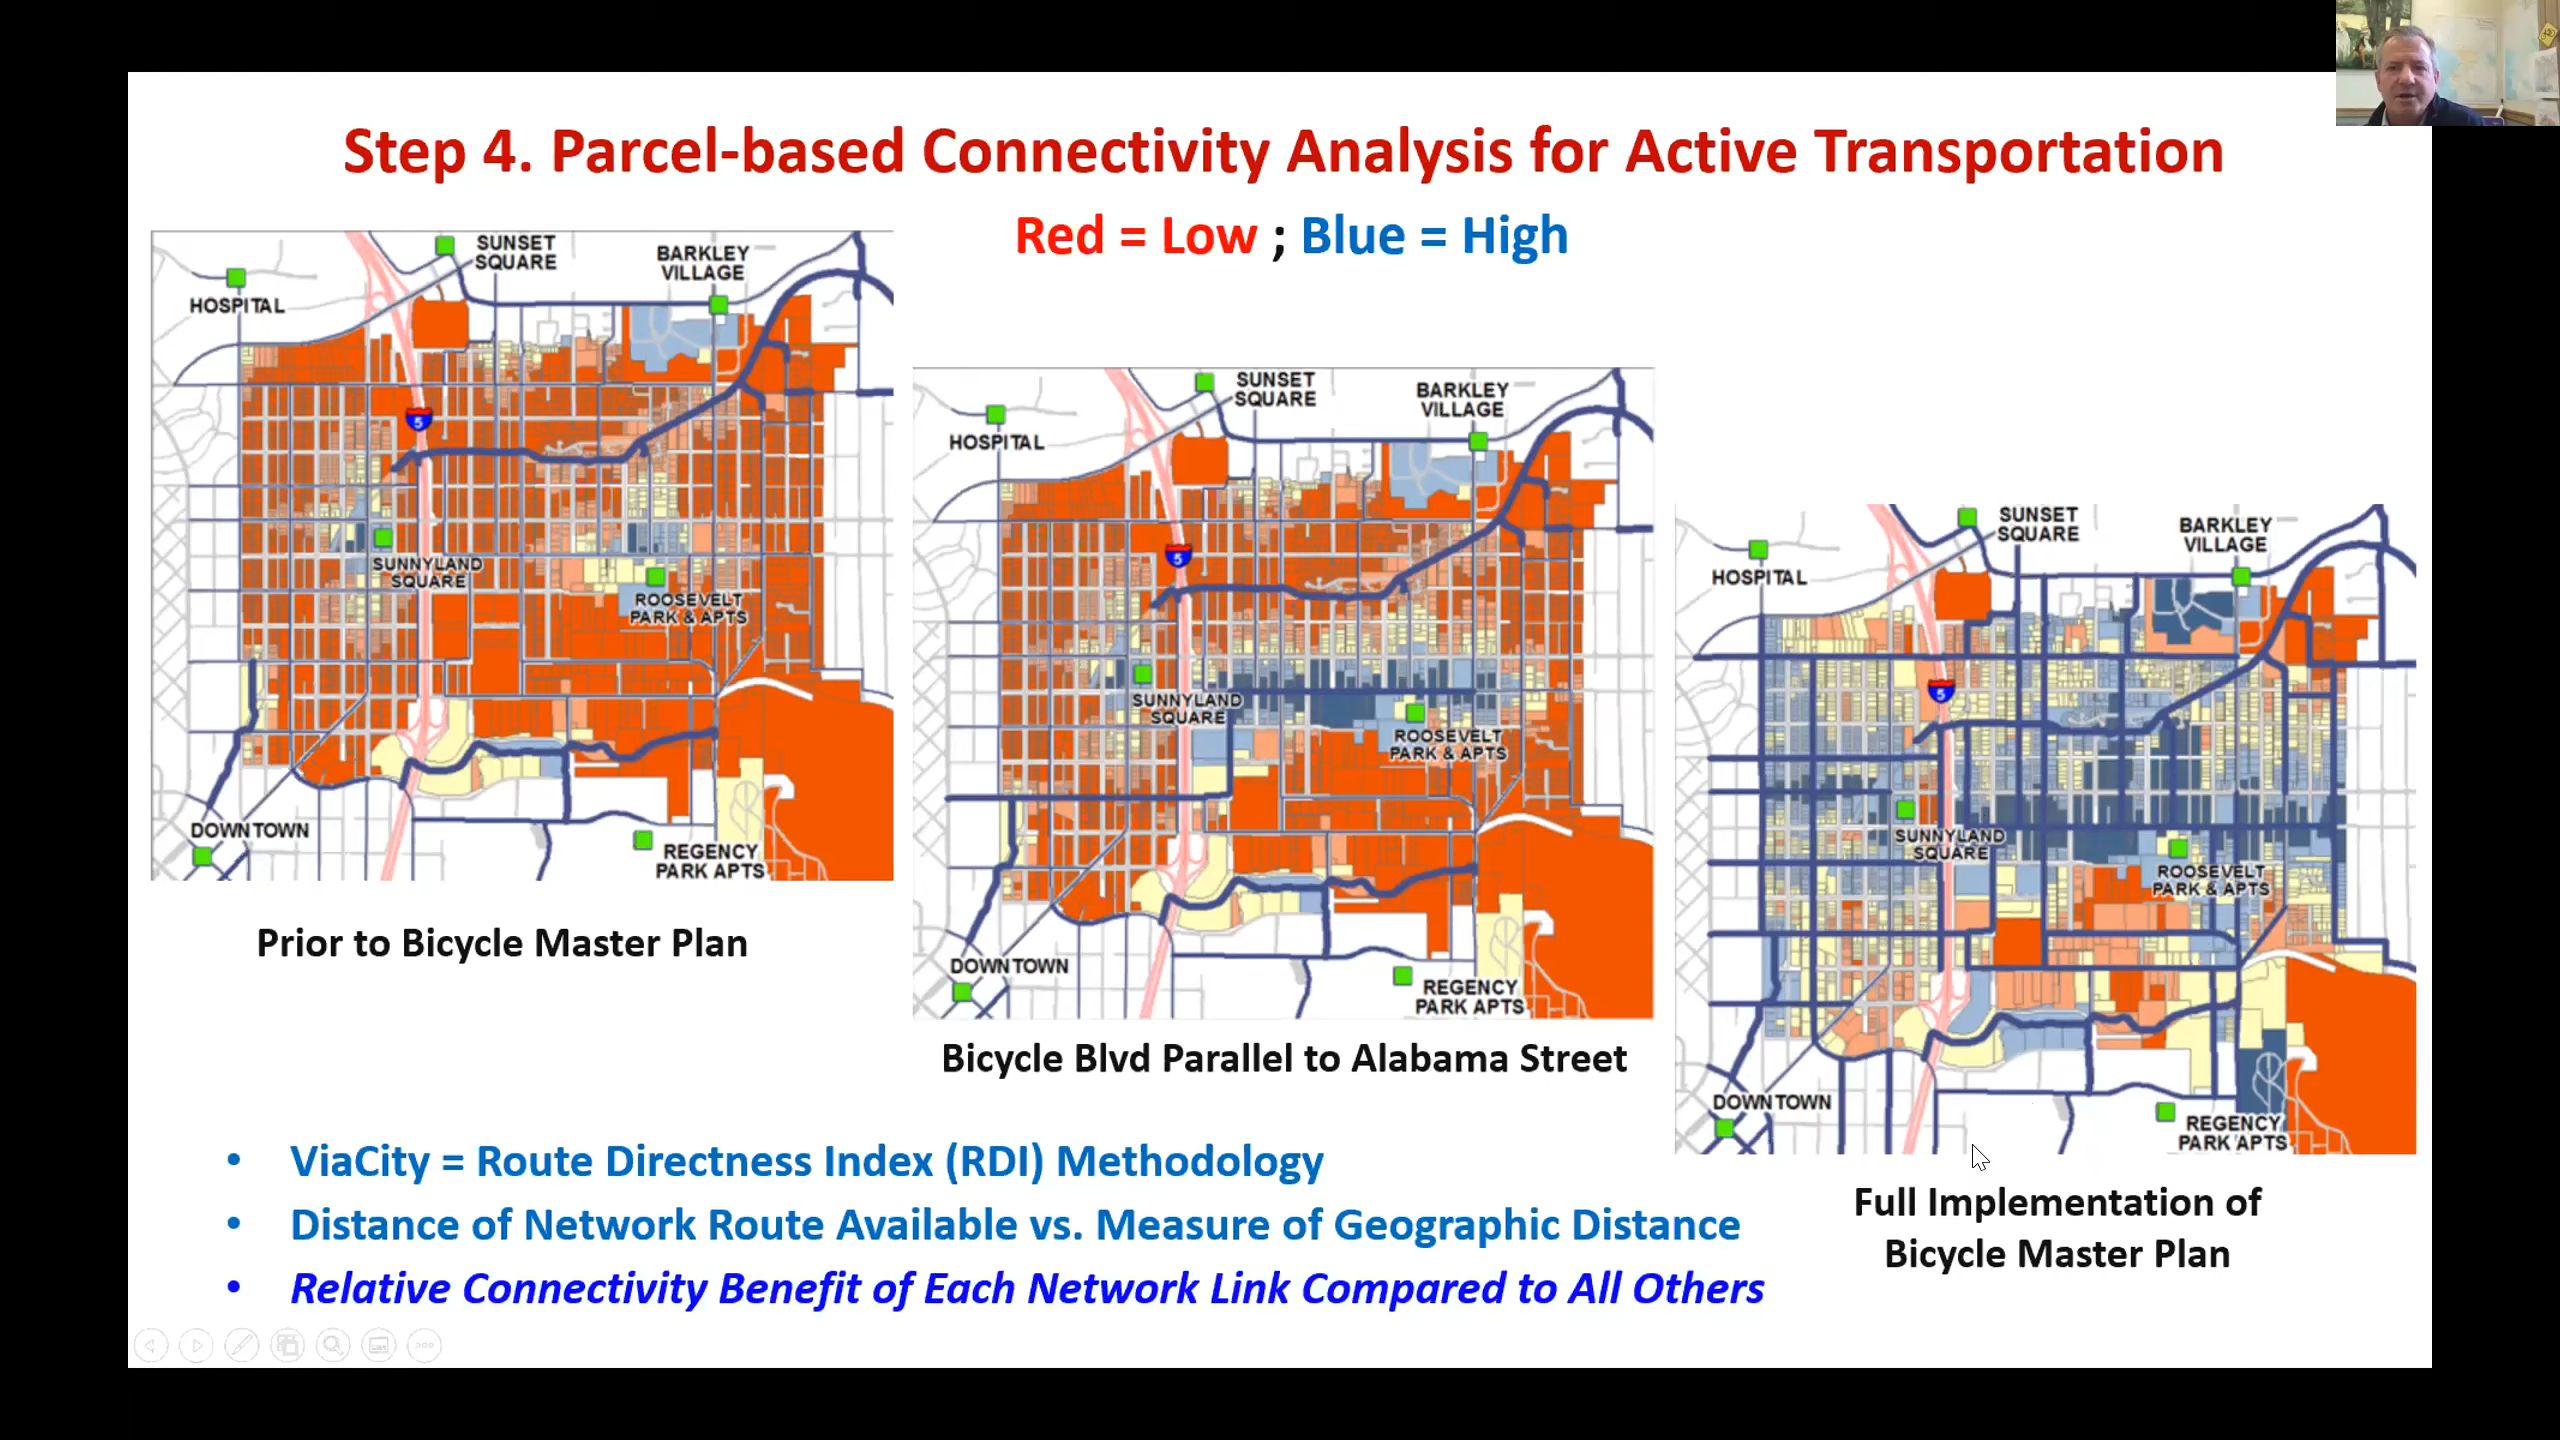 Step 4. Parcel-based Connectivity Analysis for Active Transportation
Red = Low ; Blue = High
SUNSET
SQUARE
BARKLEY
VILLAGE
HOSPITAL
5
SUNNYLAND
SQUARE
ROOSEVELT
PARK & APTS
DOWNTOWN
REGENCY
PARK APTS
Prior to Bicycle Master Plan
SUNSET
SQUARE
BARKLEY
VILLAGE
HOSPITAL
5
SUNNYLAND
SQUARE
ROOSEVELT
PARK & APTS
DOWNTOWN
REGENCY
PARK APTS
Bicycle Blvd Parallel to Alabama Street
SUNSET
SQUARE
BARKLEY
VILLAGE
HOSPITAL
5
SUNNYLAND
SQUARE
ROOSEVELT
PARK & APTS
DOWNTOWN
REGENCY
PARK APTS
Full Implementation of
Bicycle Master Plan
• ViaCity = Route Directness Index (RDI) Methodology
• Distance of Network Route Available vs. Measure of Geographic Distance
• Relative Connectivity Benefit of Each Network Link Compared to All Others